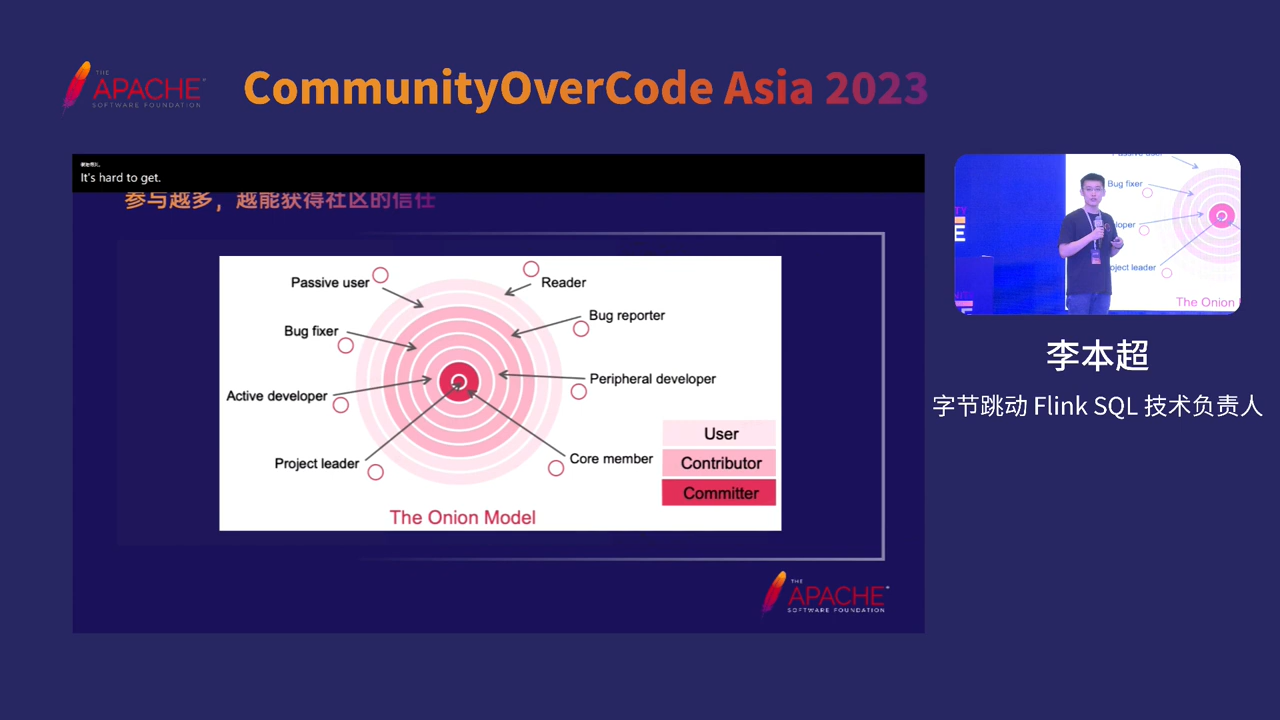 THE
APACHE
SOFTWARE FOUNDATION
CommunityOverCode Asia 2023
It's hard to get.
参与越多，越能获得社区的信任
Passive user
Reader
Bug reporter
Bug fixer
Peripheral developer
Active developer
User
Core member
Project leader
Contributor
Committer
The Onion Model
THE
APACHE
SOFTWARE FOUNDATION
Bug fixer
oject leader
The Onion
李本超
字节跳动 Flink SQL 技术负责人